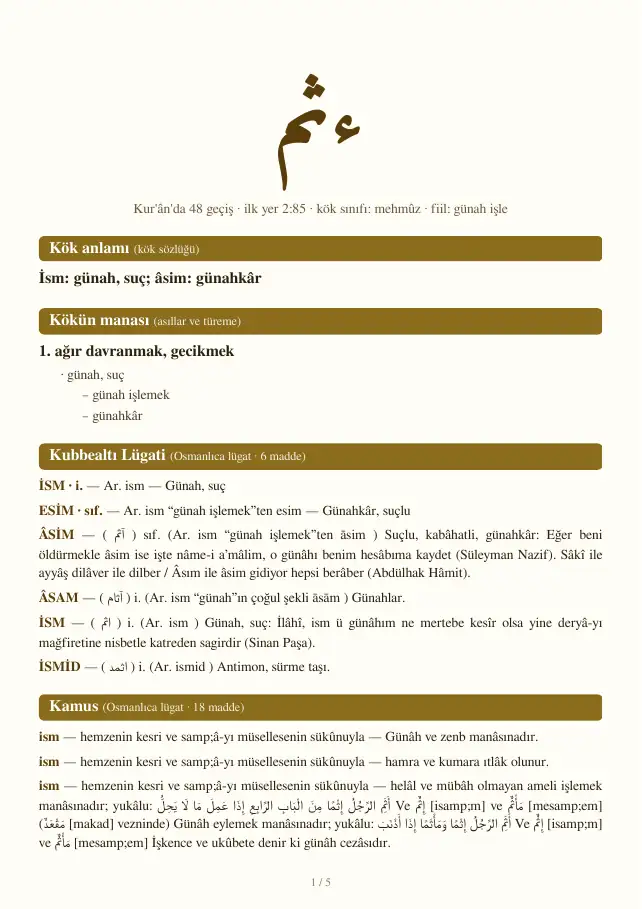 ءثم
Kur'ân'da 48 geçiş · ilk yer 2:85 · kök sınıfı: mehmûz · fiil: günah işle
Kök anlamı (kök sözlüğü)
İsm: günah, suç; âsim: günahkâr
Kökün manası (asıllar ve türeme)
1. ağır davranmak, gecikmek
· günah, suç
– günah işlemek
– günahkâr
Kubbealtı Lügati (Osmanlıca lügat · 6 madde)
İSM · i. — Ar. ism — Günah, suç
ESİM · sıf. — Ar. ism “günah işlemek”ten esim — Günahkâr, suçlu
ÂSİM — ( آثم ) sıf. (Ar. ism “günah işlemek”ten āsim ) Suçlu, kabâhatli, günahkâr: Eğer beni
öldürmekle âsim ise işte nâme-i a’mâlim, o günâhı benim hesâbıma kaydet (Süleyman Nazif). Sâkî ile
ayyâş dilâver ile dilber / Âsım ile âsim gidiyor hepsi berâber (Abdülhak Hâmit).
ÂSAM — ( آثام ) i. (Ar. ism “günah”ın çoğul şekli āsām ) Günahlar.
İSM — ( اثم ) i. (Ar. ism ) Günah, suç: İlâhî, ism ü günâhım ne mertebe kesîr olsa yine deryâ-yı
mağfiretine nisbetle katreden sagirdir (Sinan Paşa).
İSMİD — ( اثمد ) i. (Ar. ismid ) Antimon, sürme taşı.
Kamus (Osmanlıca lügat · 18 madde)
ism — hemzenin kesri ve samp;â-yı müsellesenin sükûnuyla — Günâh ve zenb manâsınadır.
ism — hemzenin kesri ve samp;â-yı müsellesenin sükûnuyla — hamra ve kumara ıtlâk olunur.
ism — hemzenin kesri ve samp;â-yı müsellesenin sükûnuyla — helâl ve mübâh olmayan ameli işlemek
manâsınadır; yukâlu: أَثِمَ الرَّجُلُ إِثْمًا مِنَ الْبَابِ الرَّابِعِ إِذَا عَمِلَ مَا لَا يَحِلُّ Ve إِثْمٌ [isamp;m] ve مَأْثَمٌ [mesamp;em]
(مَقْعَدٌ [makad] vezninde) Günâh eylemek manâsınadır; yukâlu: أَثِمَ الرَّجُلُ إِثْمًا وَمَأْثَمًا إِذَا أَذْنَبَ Ve إِثْمٌ [isamp;m]
ve مَأْثَمٌ [mesamp;em] İşkence ve ukûbete denir ki günâh cezâsıdır.
1 / 5